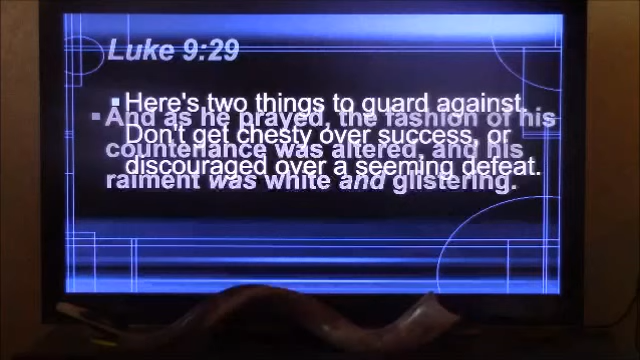 Luke 9:29
Here's two things to guard against.
And as he prayed, the fashion of his
Don't get chesty over success, or
countenance was altered, and his
discouraged over a seeming defeat.
raiment was white and glistering.